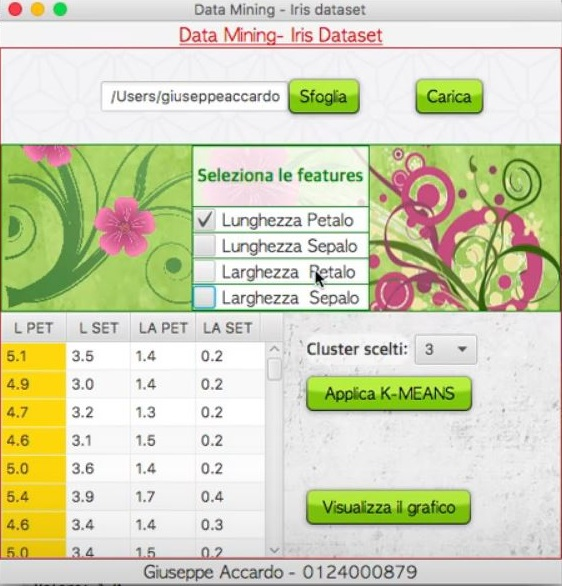 Data Mining - Iris dataset
Data Mining- Iris Dataset
/Users/giuseppeaccardo
Sfoglia
Carica
Seleziona le features
Lunghezza Petalo
Lunghezza Sepalo
Larghezza Petalo
Larghezza Sepalo
L PET L SET LA PET LA SET
5.1 3.5 1.4 0.2
4.9 3.0 1.4 0.2
4.7 3.2 1.3 0.2
4.6 3.1 1.5 0.2
5.0 3.6 1.4 0.2
5.4 3.9 1.7 0.4
4.6 3.4 1.4 0.3
5.0 3.4 1.5 0.2
Cluster scelti: 3
Applica K-MEANS
Visualizza il grafico
Giuseppe Accardo - 0124000879